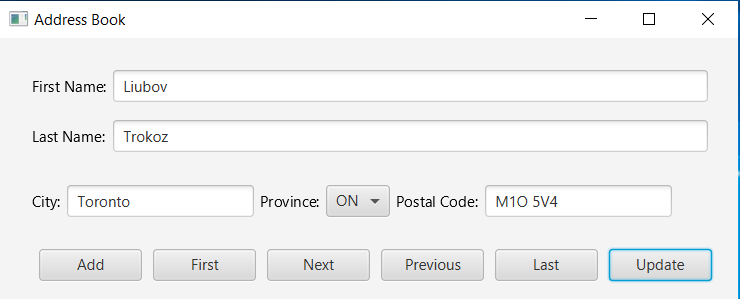 Address Book
First Name: Liubov
Last Name: Trokoz
City: Toronto Province: ON Postal Code: M1O 5V4
Add First Next Previous Last Update